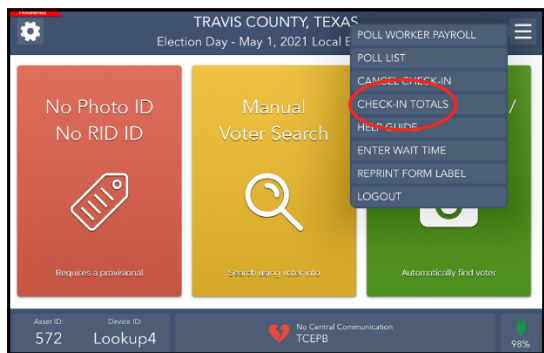 TRAINING
TRAVIS COUNTY, TEXAS
Election Day - May 1, 2021 Local E
POLL WORKER PAYROLL
POLL LIST
CANCEL CHECK-IN
CHECK-IN TOTALS
HELP GUIDE
ENTER WAIT TIME
REPRINT FORM LABEL
LOGOUT
No Photo ID
No RID ID
Requires a provisional
Manual
Voter Search
Search using voter info
/
Automatically find voter
Asset ID:
572
Device ID:
Lookup4
No Central Communication
TCEPB
98%